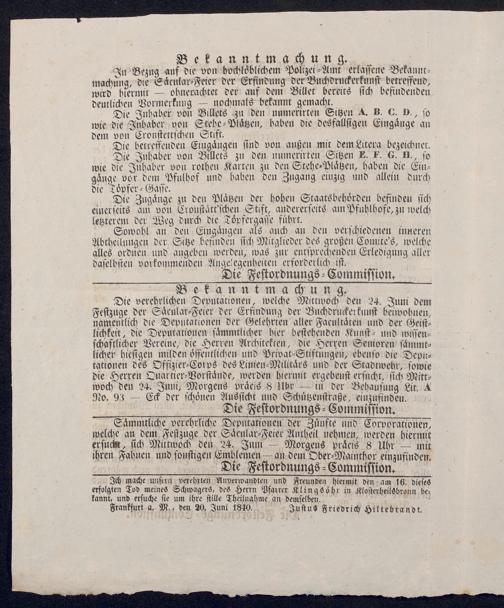 Bekanntmachung.
In Bezug auf die von hochlöblichem Polizei-Amt erlassene Bekannt-
machung, die Säcular-Feier der Erfindung der Buchdruckerkunst betreffend,
wird hiermit — ohnerachtet der auf dem Billet bereits sich befindenden
deutlichen Vormerkung — nochmals bekannt gemacht.
Die Inhaber von Billets zu den numerirten Sitzen A. B. C. D., so
wie die Inhaber von Stehe-Plätzen, haben die desfallsigen Eingänge an
dem von Cronstettischen Stift.
Die betreffenden Eingängen sind von außen mit dem Litera bezeichnet.
Die Inhaber von Billets zu den numerirten Sitzen E. F. G. H., so
wie die Inhaber von rothen Karten zu den Stehe-Plätzen, haben die Ein-
gänge vor dem Pfulhof und haben den Zugang einzig und allein durch
die Töpfer-Gasse.
Die Zugänge zu den Plätzen der hohen Staatsbehörden befinden sich
einerseits am von Cronstätt'schen Stift, andererseits am Pfuhlhofe, zu welch
letzterem der Weg durch die Töpfergasse führt.
Sowohl an den Eingängen als auch an den verschiedenen inneren
Abtheilungen der Sitze befinden sich Mitglieder des großen Comité's, welche
alles ordnen und angeben werden, was zur entsprechenden Erledigung aller
daselbsten vorkommenden Angelegenheiten erforderlich ist.
Die Festordnungs-Commission.
Bekanntmachung.
Die verehrlichen Deputationen, welche Mittwoch den 24. Juni dem
Festzuge der Säcular-Feier der Erfindung der Buchdruckerkunst beiwohnen,
namentlich die Deputationen der Gelehrten aller Facultäten und der Geist-
lichkeit, die Deputationen sämmtlicher hier bestehenden Kunst- und wissen-
schaftlicher Vereine, die Herren Architekten, die Herren Senioren sämmt-
licher hiesigen milden öffentlichen und Privat-Stiftungen, ebenso die Depu-
tationen des Offizier-Corps des Linien-Militärs und der Stadtwehr, sowie
die Herren Quartier-Vorstände, werden hiermit ergebenst ersucht, sich Mitt-
woch den 24. Juni, Morgens präcis 8 Uhr — in der Behausung Lit. A
No. 93 — Eck der schönen Aussicht und Schützenstraße, einzufinden.
Die Festordnungs-Commission.
Sämmtliche verehrliche Deputationen der Zünfte und Corporationen,
welche an dem Festzuge der Säcular-Feier Antheil nehmen, werden hiermit
ersucht, sich Mittwoch den 24. Juni — Morgens präcis 8 Uhr — mit
ihren Fahnen und sonstigen Emblemen — an dem Ober-Mainthor einzufinden.
Die Festordnungs-Commission.
Ich mache unsern verehrten Anverwandten und Freunden hiermit den am 16. dieses
erfolgten Tod meines Schwagers, des Herrn Pfarrer Klingsöhr in Klosterheilsbronn be-
kannt, und ersuche sie um ihre stille Theilnahme an demselben.
Frankfurt a. M., den 20. Juni 1840. Justus Friedrich Hiltebrandt.